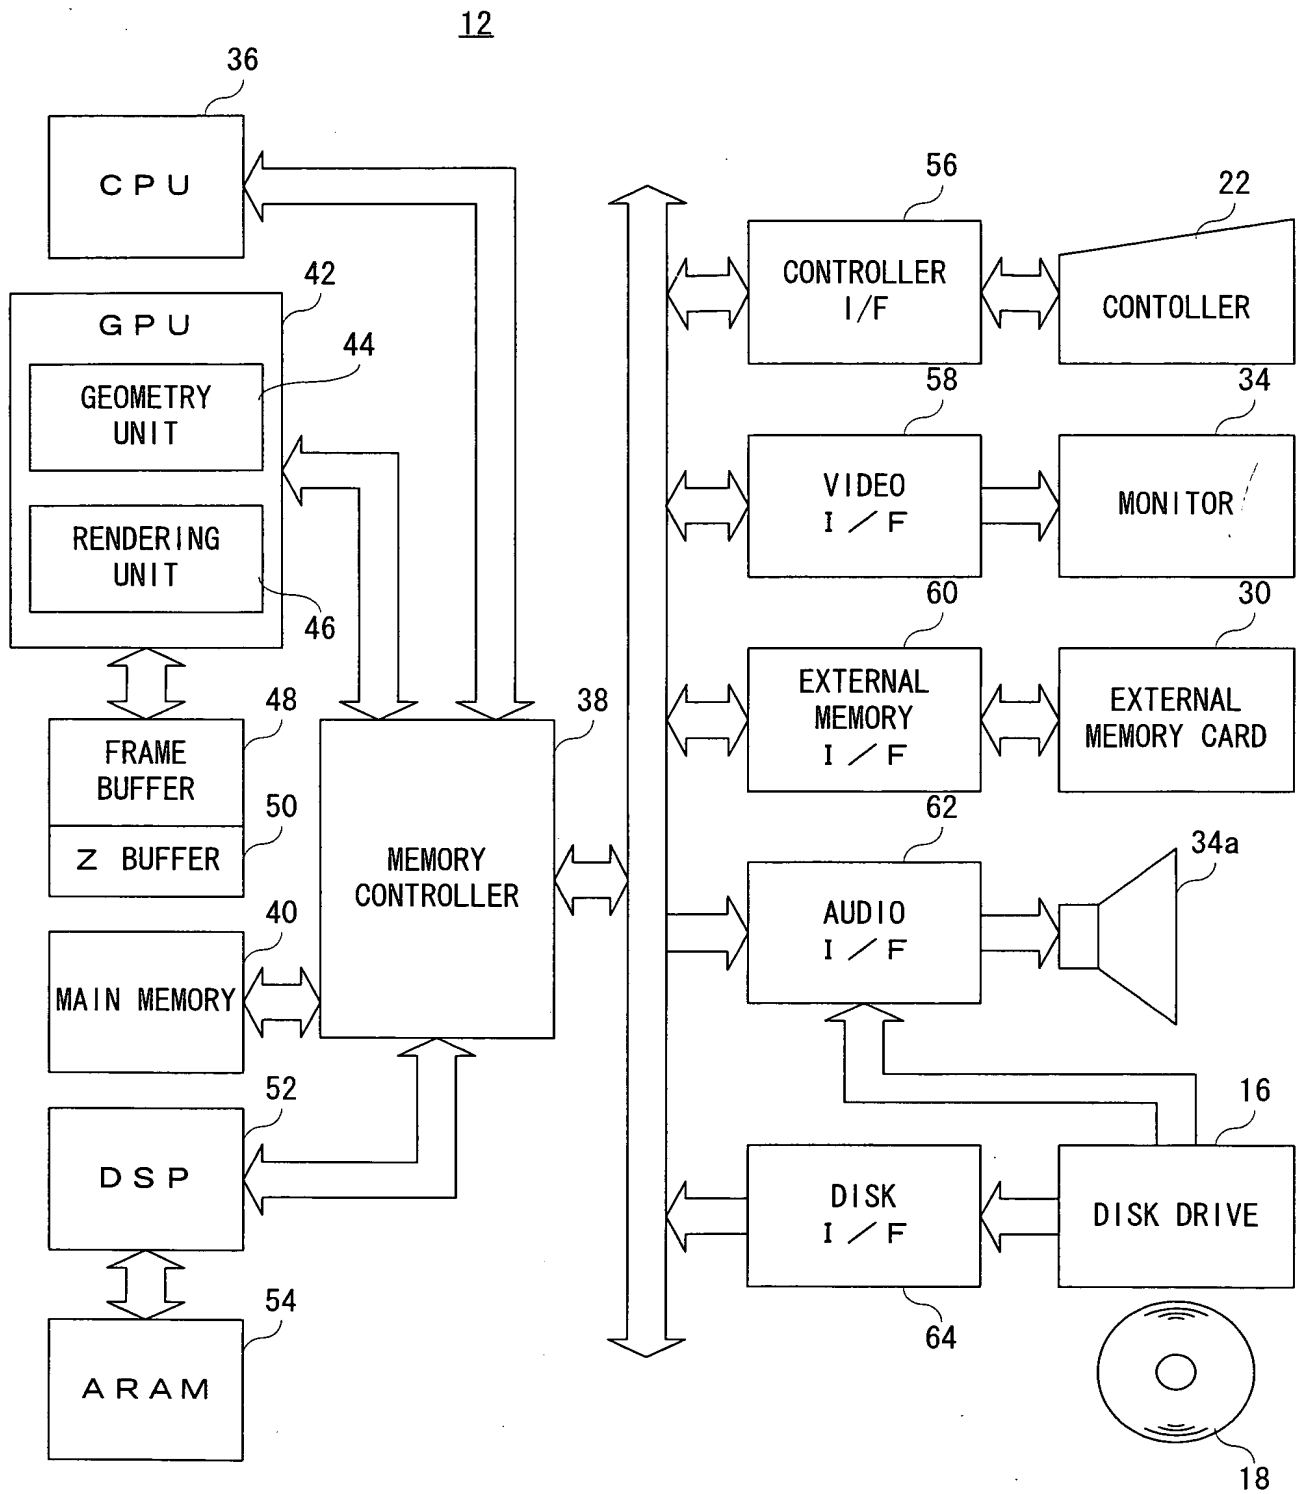 12
36
CPU
42
GPU
44
GEOMETRY
UNIT
RENDERING
UNIT
46
48
FRAME
BUFFER
50
Z BUFFER
40
MAIN MEMORY
52
DSP
54
ARAM
38
MEMORY
CONTROLLER
56
CONTROLLER
I/F
22
CONTOLLER
58
VIDEO
I/F
34
MONITOR
60
EXTERNAL
MEMORY
I/F
30
EXTERNAL
MEMORY CARD
62
AUDIO
I/F
34a
16
DISK
I/F
64
DISK DRIVE
18